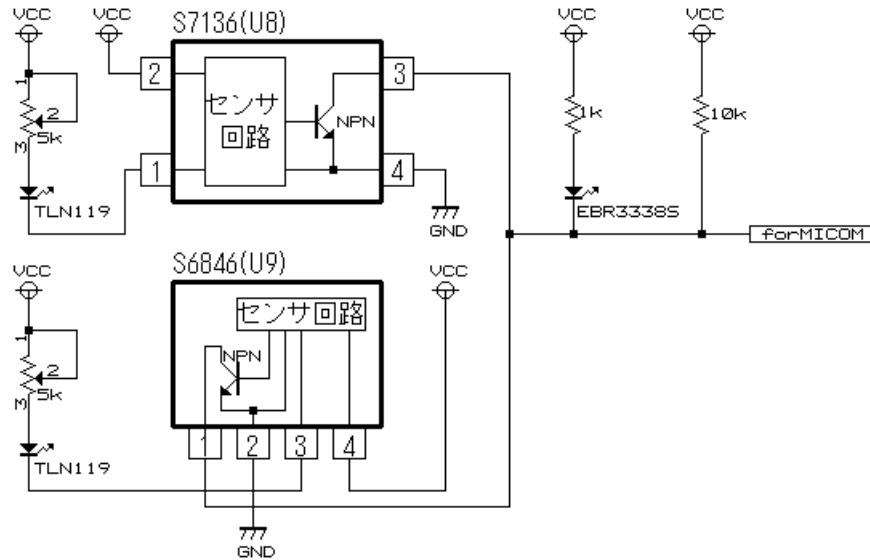 VCC
VCC
S7136(U8)
VCC
VCC
1
2
5k
3
TLN119
2
1
センサ
回路
NPN
3
4
GND
1k
10k
EBR3338S
forMICOM
VCC
S6846(U9)
VCC
1
2
5k
3
TLN119
センサ回路
NPN
1
2
3
4
GND